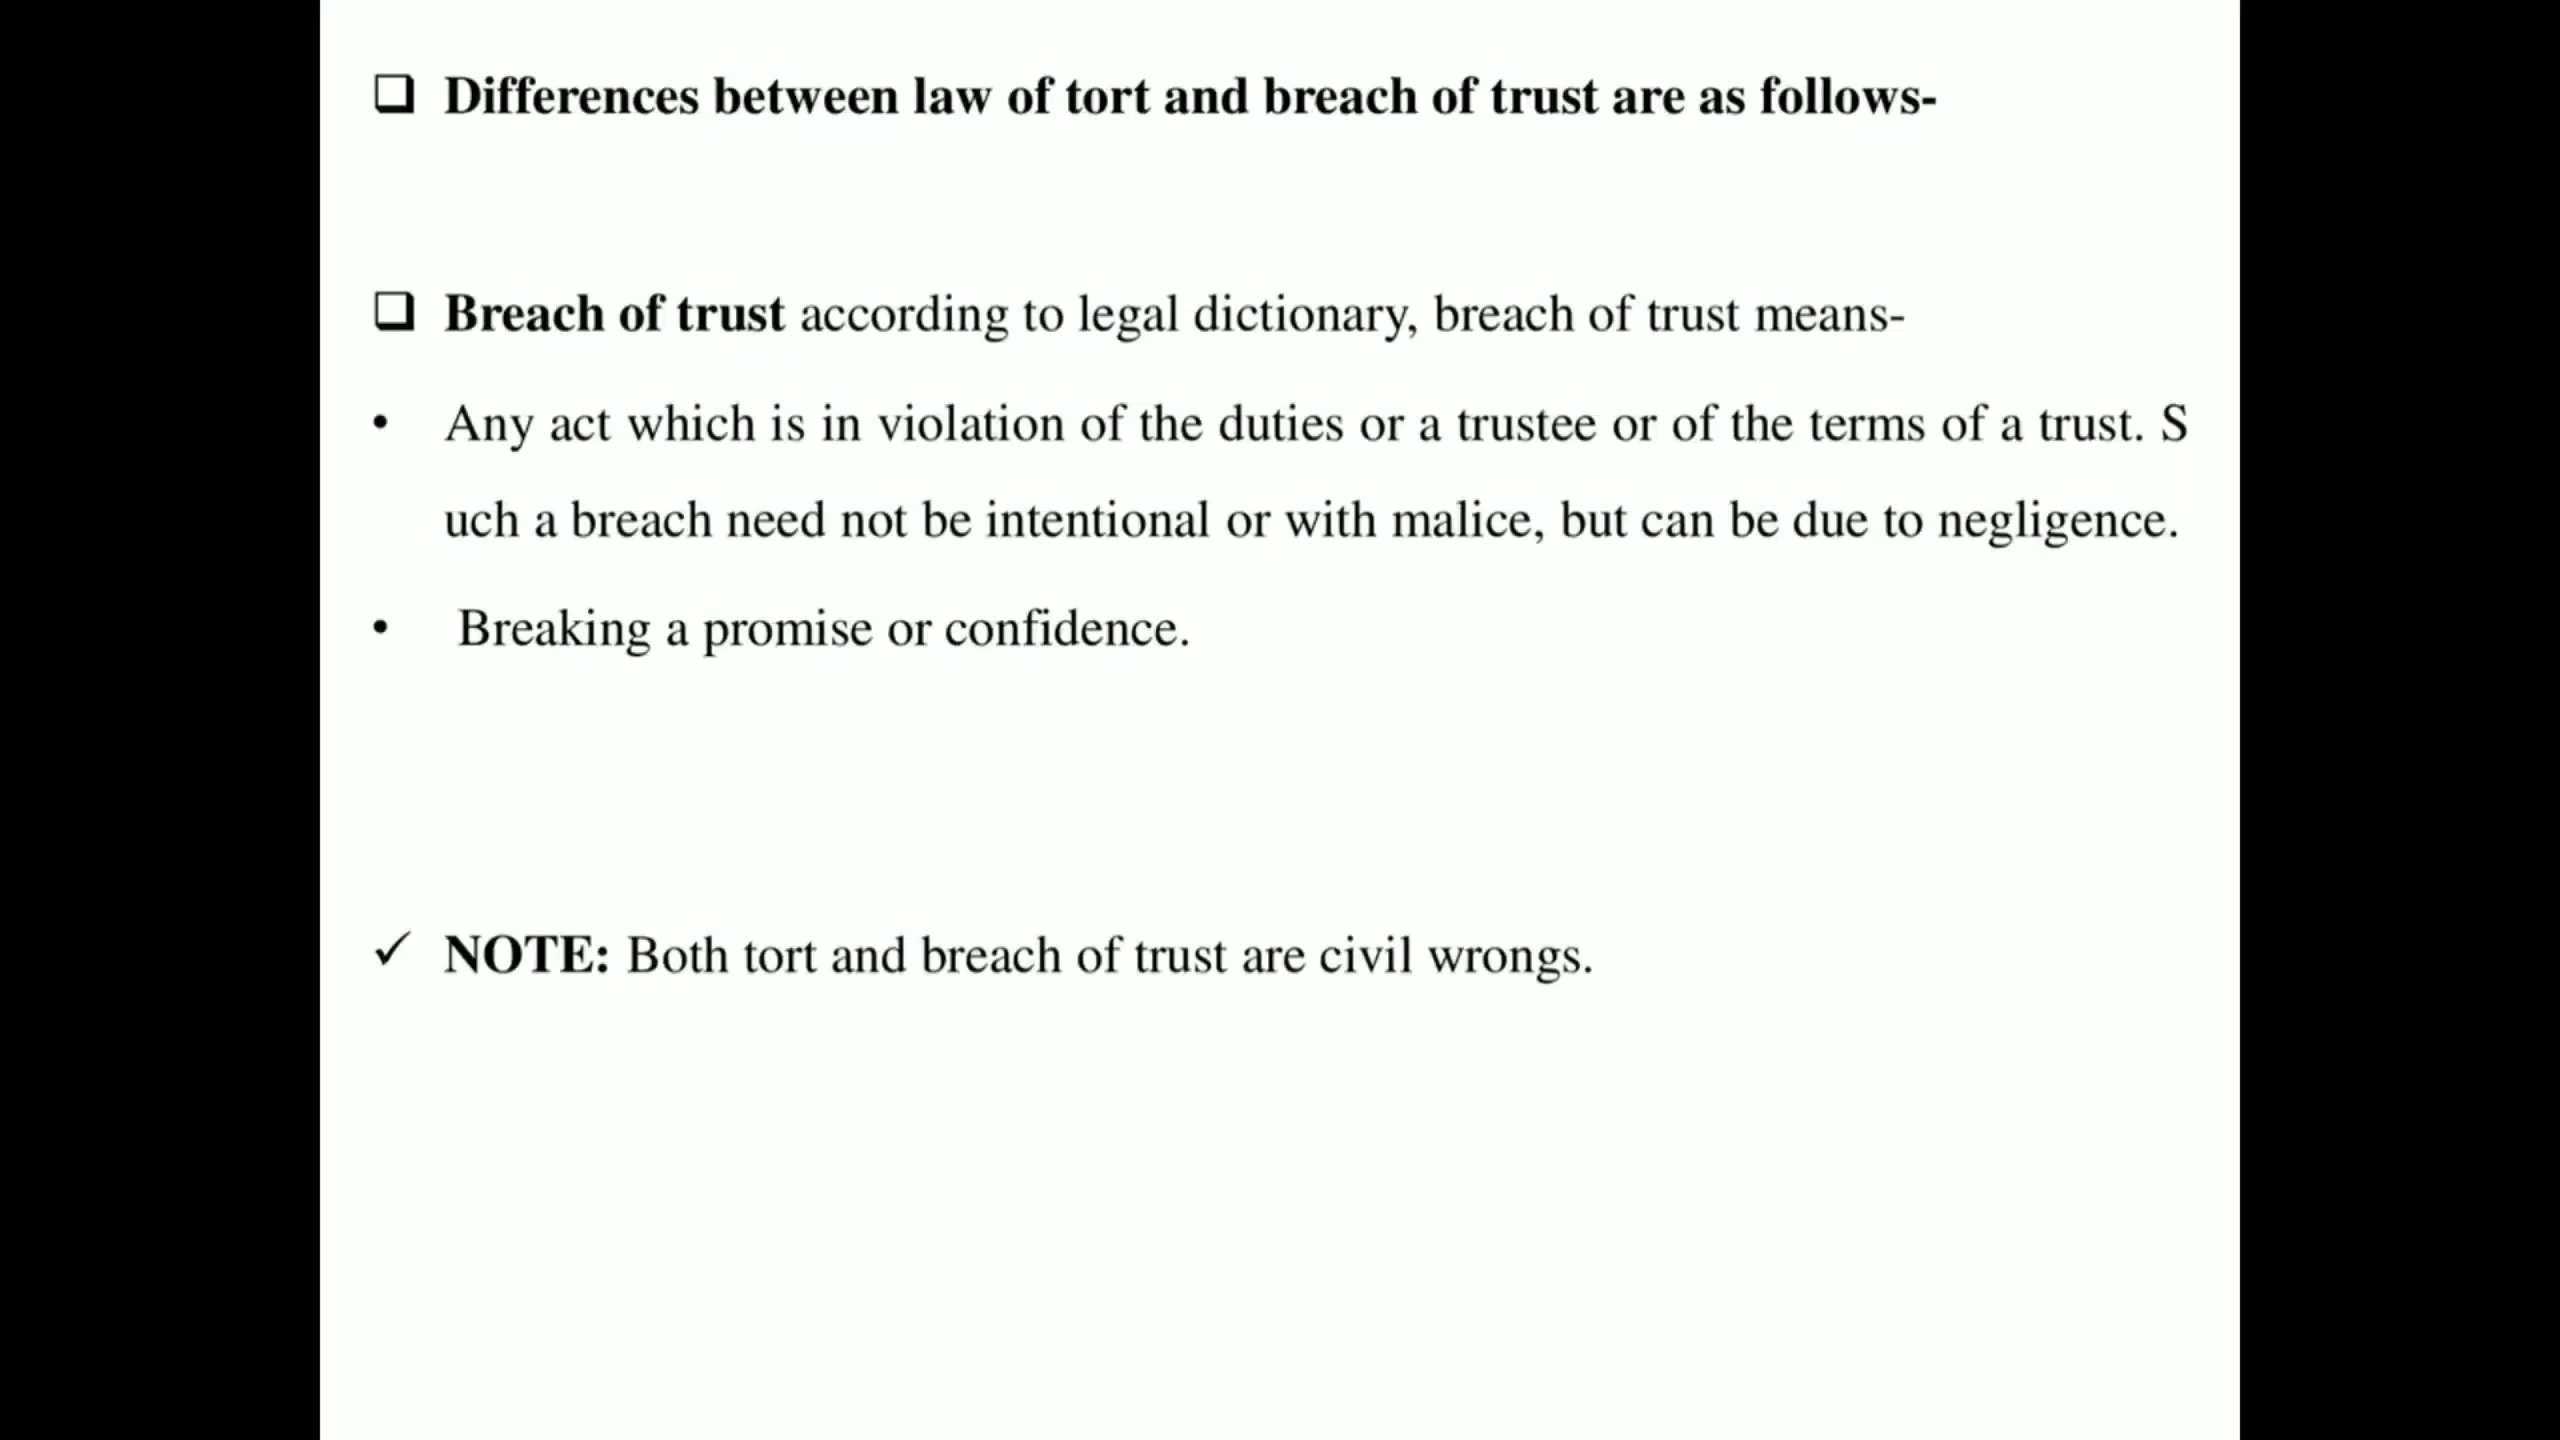 Differences between law of tort and breach of trust are as follows-
Breach of trust according to legal dictionary, breach of trust means-
• Any act which is in violation of the duties or a trustee or of the terms of a trust. S
uch a breach need not be intentional or with malice, but can be due to negligence.
• Breaking a promise or confidence.
✓ NOTE: Both tort and breach of trust are civil wrongs.